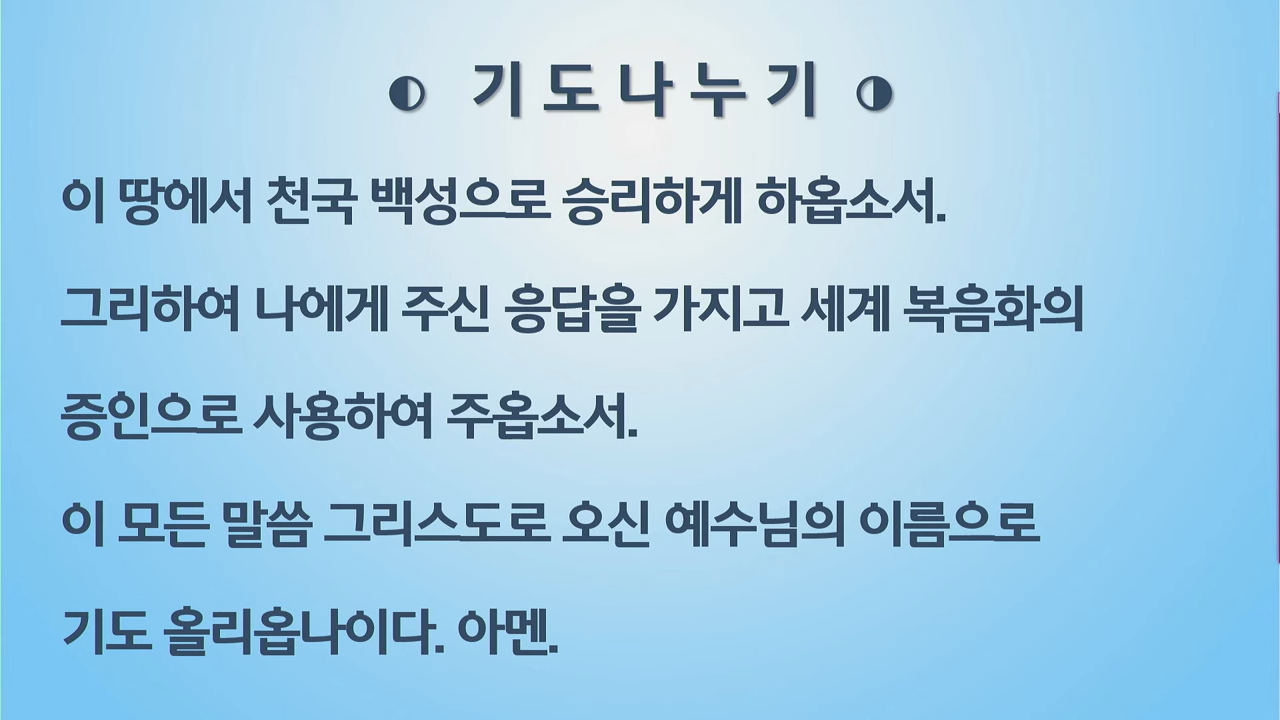 ◐ 기도나누기 ◑
이 땅에서 천국 백성으로 승리하게 하옵소서.
그리하여 나에게 주신 응답을 가지고 세계 복음화의
증인으로 사용하여 주옵소서.
이 모든 말씀 그리스도로 오신 예수님의 이름으로
기도 올리옵나이다. 아멘.